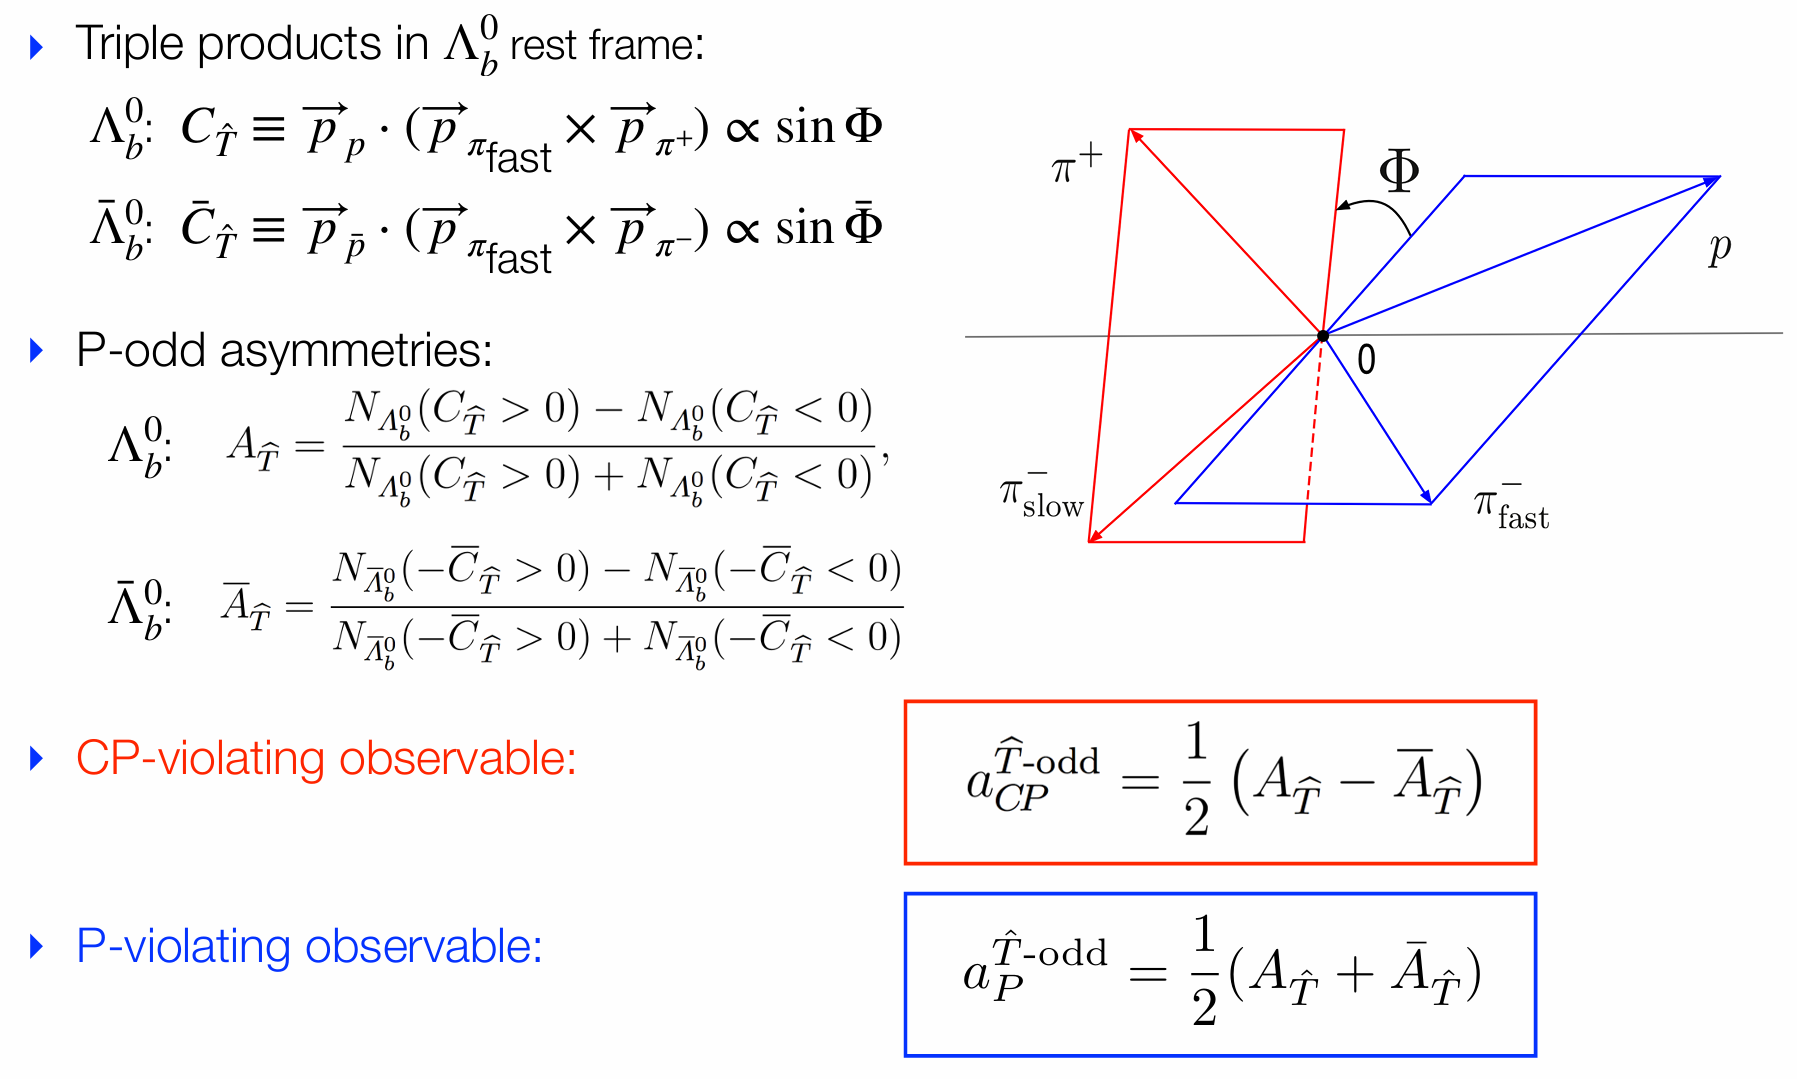 Triple products in Λ_b^0 rest frame:
Λ_b^0: C_T̂ ≡ p⃗_p · (p⃗_π_fast × p⃗_π⁺) ∝ sin Φ
Λ̄_b^0: C̄_T̂ ≡ p⃗_p̄ · (p⃗_π_fast × p⃗_π⁻) ∝ sin Φ̄
π⁺
Φ
p
0
π⁻_slow
π⁻_fast
P-odd asymmetries:
Λ_b^0: A_T̂ = (N_Λ_b^0(C_T̂ > 0) − N_Λ_b^0(C_T̂ < 0)) / (N_Λ_b^0(C_T̂ > 0) + N_Λ_b^0(C_T̂ < 0)),
Λ̄_b^0: A̅_T̂ = (N_Λ̅_b^0(−C̅_T̂ > 0) − N_Λ̅_b^0(−C̅_T̂ < 0)) / (N_Λ̅_b^0(−C̅_T̂ > 0) + N_Λ̅_b^0(−C̅_T̂ < 0))
CP-violating observable: a_CP^T̂-odd = 1/2 (A_T̂ − A̅_T̂)
P-violating observable: a_P^T̂-odd = 1/2 (A_T̂ + Ā_T̂)